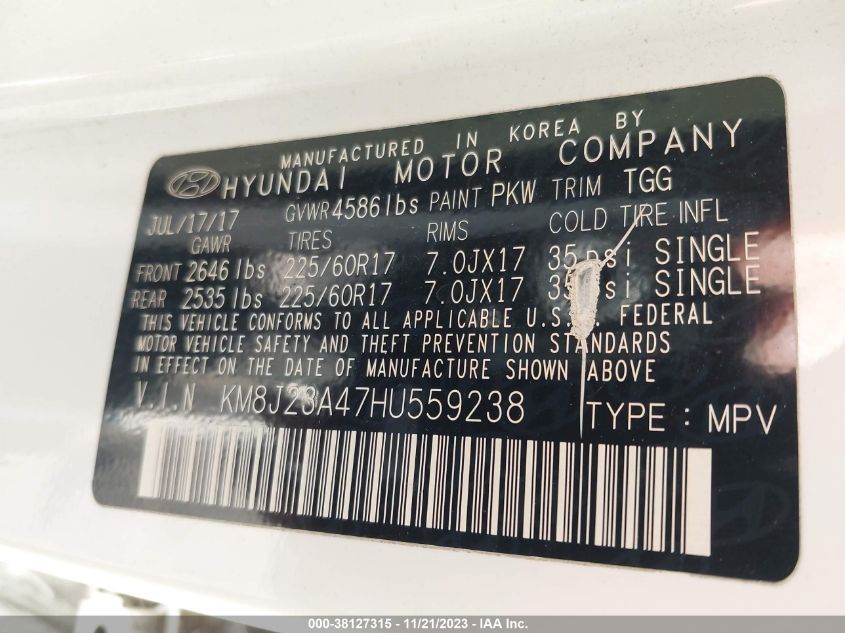 MANUFACTURED IN KOREA BY
HYUNDAI MOTOR COMPANY
JUL/17/17 GVWR 4586lbs PAINT PKW TRIM TGG
GAWR TIRES RIMS COLD TIRE INFL
FRONT 2646 lbs 225/60R17 7.0JX17 35 psi SINGLE
REAR 2535 lbs 225/60R17 7.0JX17 SINGLE
THIS VEHICLE CONFORMS TO ALL APPLICABLE U.S. FEDERAL
MOTOR VEHICLE SAFETY AND THEFT PREVENTION STANDARDS
IN EFFECT ON THE DATE OF MANUFACTURE SHOWN ABOVE
V.I.N KM8J23A47HU559238 TYPE : MPV
000-38127315 - 11/21/2023 - IAA Inc.